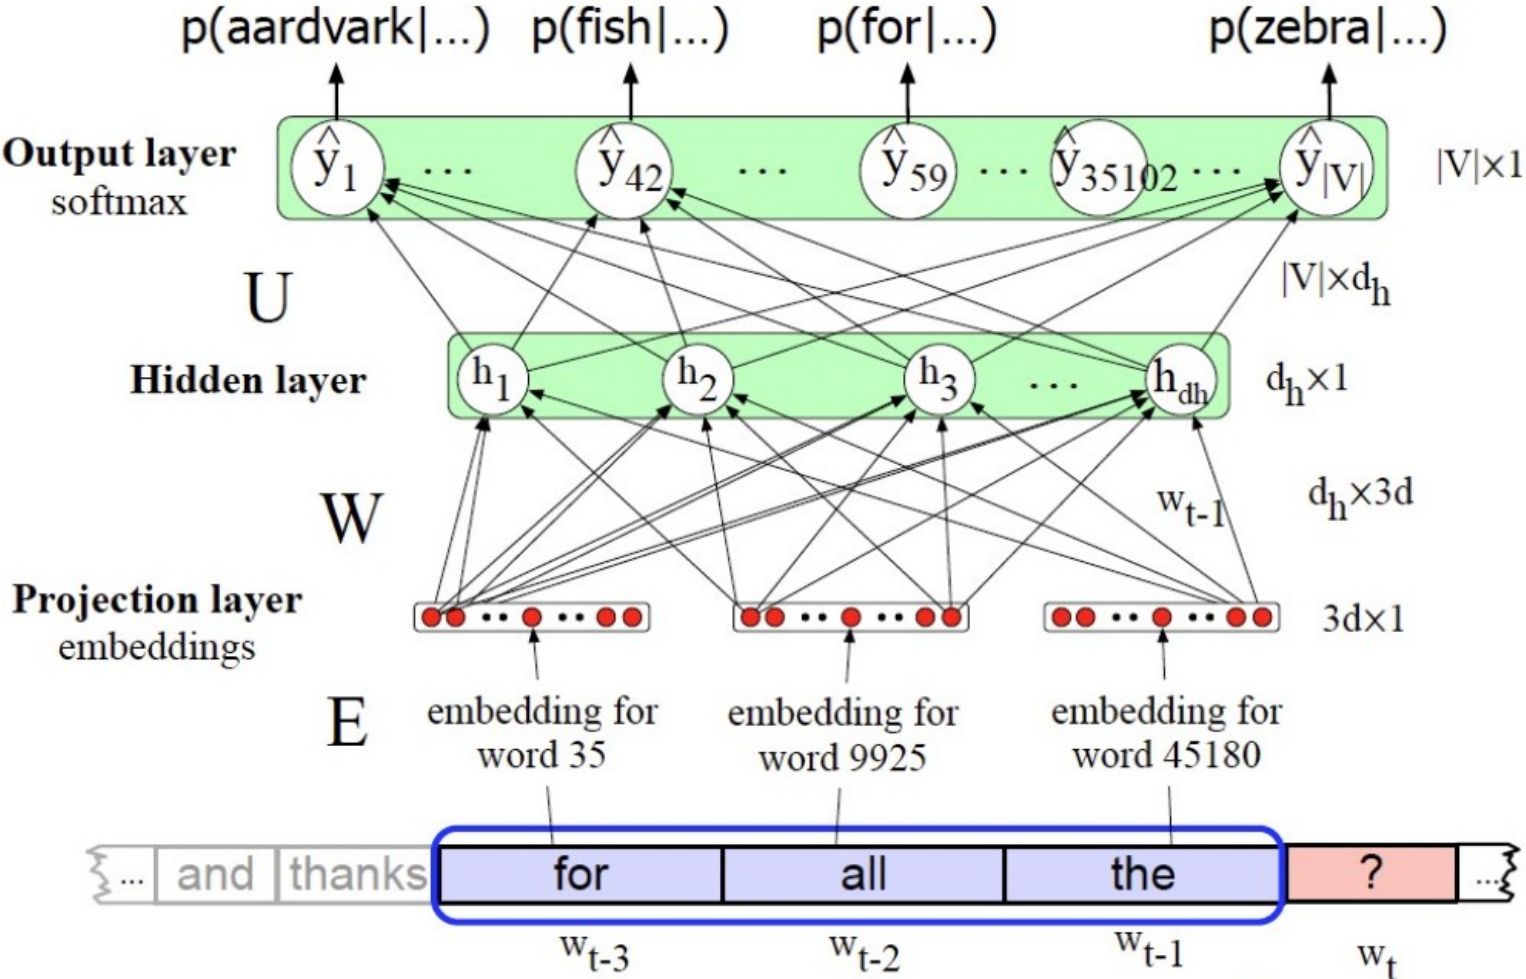 p(aardvark|...) p(fish|...) p(for|...) p(zebra|...)
Output layer
softmax
ŷ1 ... ŷ42 ... ŷ59 ... ŷ35102 ... ŷ|V|
|V|×1
U
|V|×dh
Hidden layer
h1 h2 h3 ... hdh
dh×1
W
wt-1
dh×3d
Projection layer
embeddings
.. .. .. .. .. ..
3d×1
E
embedding for
word 35
embedding for
word 9925
embedding for
word 45180
... and thanks for all the ? ...
wt-3 wt-2 wt-1 wt